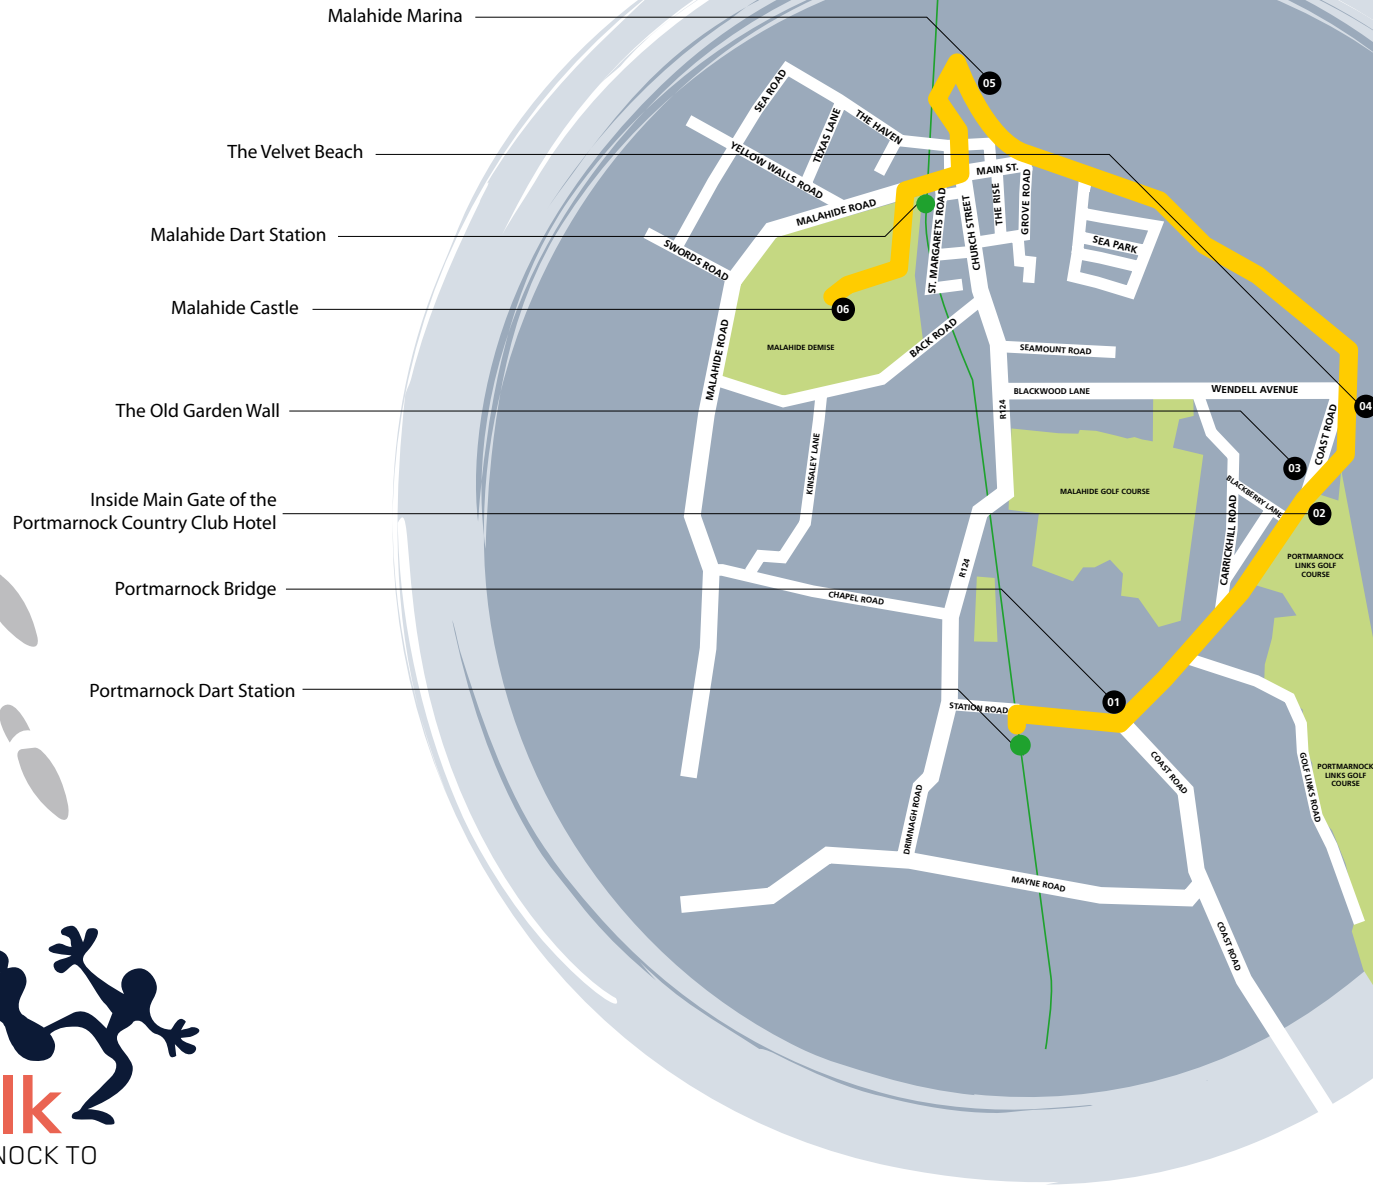 Malahide Marina
The Velvet Beach
Malahide Dart Station
Malahide Castle
The Old Garden Wall
Inside Main Gate of the
Portmarnock Country Club Hotel
Portmarnock Bridge
Portmarnock Dart Station
05
SEA ROAD
TEXAS LANE
THE HAVEN
YELLOW WALLS ROAD
MAIN ST.
MALAHIDE ROAD
ST. MARGARETS ROAD
CHURCH STREET
THE RISE
GROVE ROAD
SEA PARK
SWORDS ROAD
06
MALAHIDE DEMISE
MALAHIDE ROAD
BACK ROAD
SEAMOUNT ROAD
BLACKWOOD LANE
WENDELL AVENUE
R124
04
COAST ROAD
KINSALEY LANE
03
MALAHIDE GOLF COURSE
BLACKBERRY LANE
02
CARRICKHILL ROAD
PORTMARNOCK
LINKS GOLF
COURSE
R124
CHAPEL ROAD
01
STATION ROAD
COAST ROAD
GOLF LINKS ROAD
PORTMARNOCK
LINKS GOLF
COURSE
DRIMNAGH ROAD
MAYNE ROAD
COAST ROAD
lk
NOCK TO